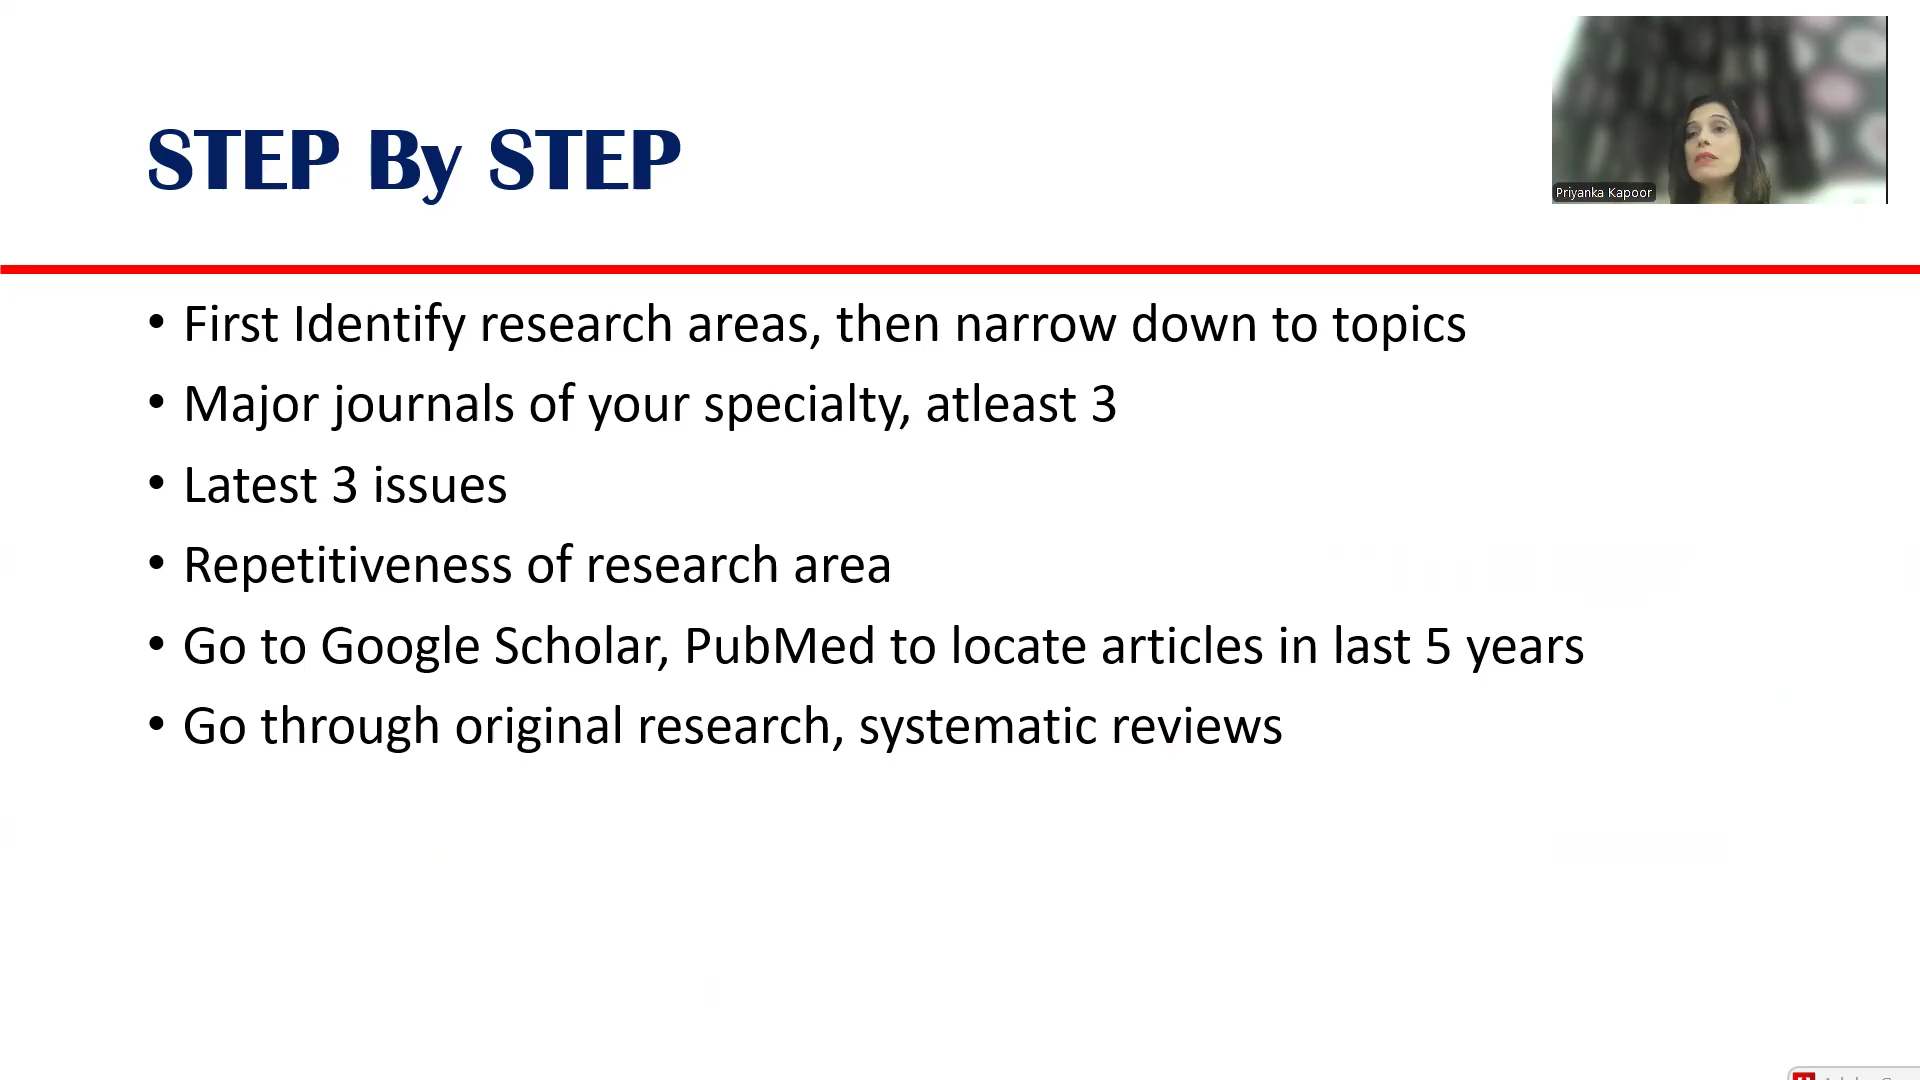 STEP By STEP
Priyanka Kapoor
• First Identify research areas, then narrow down to topics
• Major journals of your specialty, atleast 3
• Latest 3 issues
• Repetitiveness of research area
• Go to Google Scholar, PubMed to locate articles in last 5 years
• Go through original research, systematic reviews